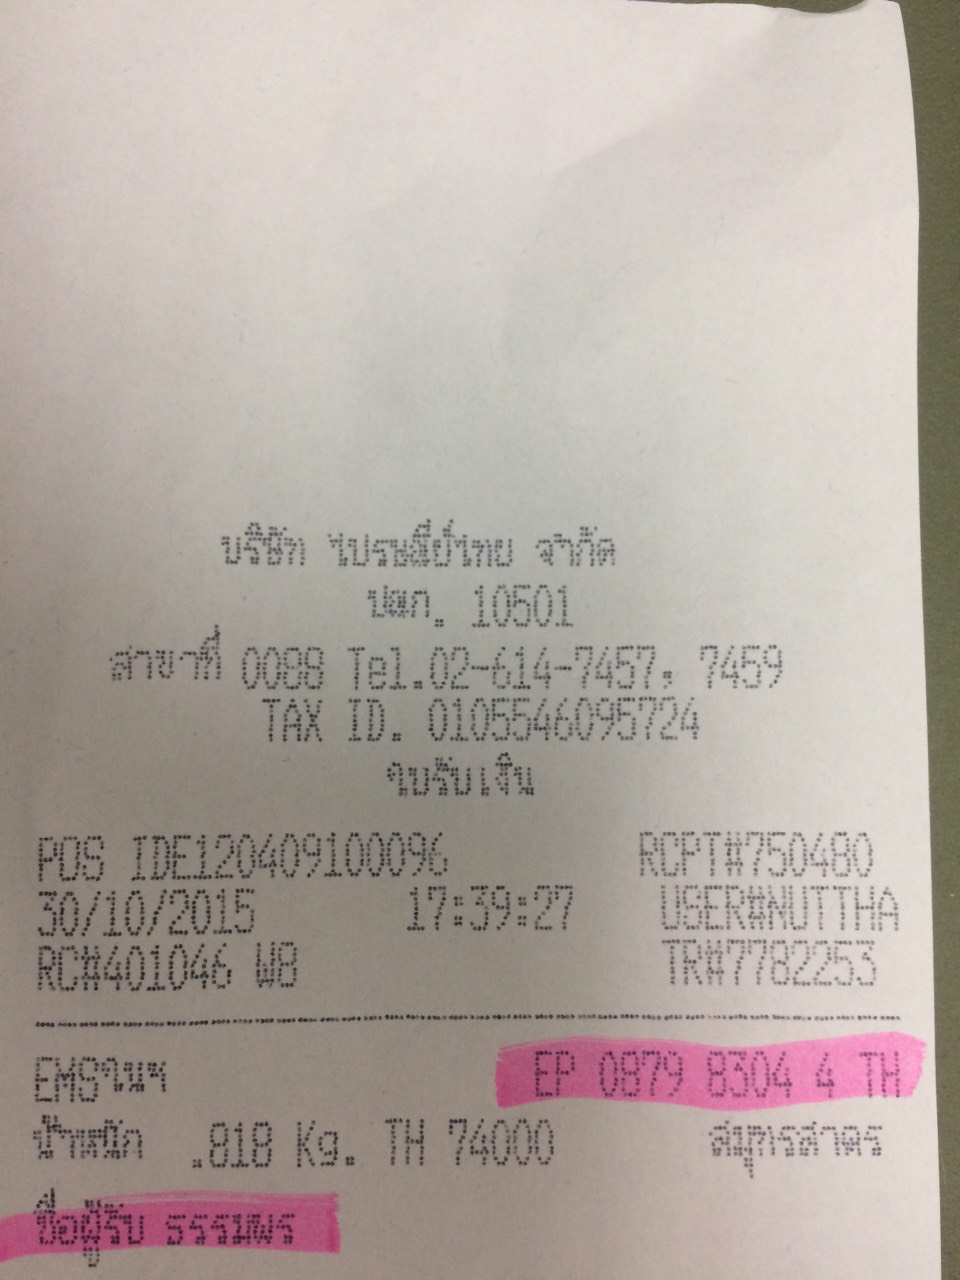 บริษัท ไปรษณีย์ไทย จำกัด
ปตก. 10501
สาขาที่ 0088 Tel.02-614-7457, 7459
TAX ID. 0105546095724
ใบรับเงิน
POS IDE120409100096 RCPT#750480
30/10/2015 17:39:27 USER#NUTTHA
RC#401046 W8 TR#7782253
EMSในฯ EP 0879 8304 4 TH
น้ำหนัก .818 Kg. TH 74000 สมุทรสาคร
ชื่อผู้รับ ธรรมพร